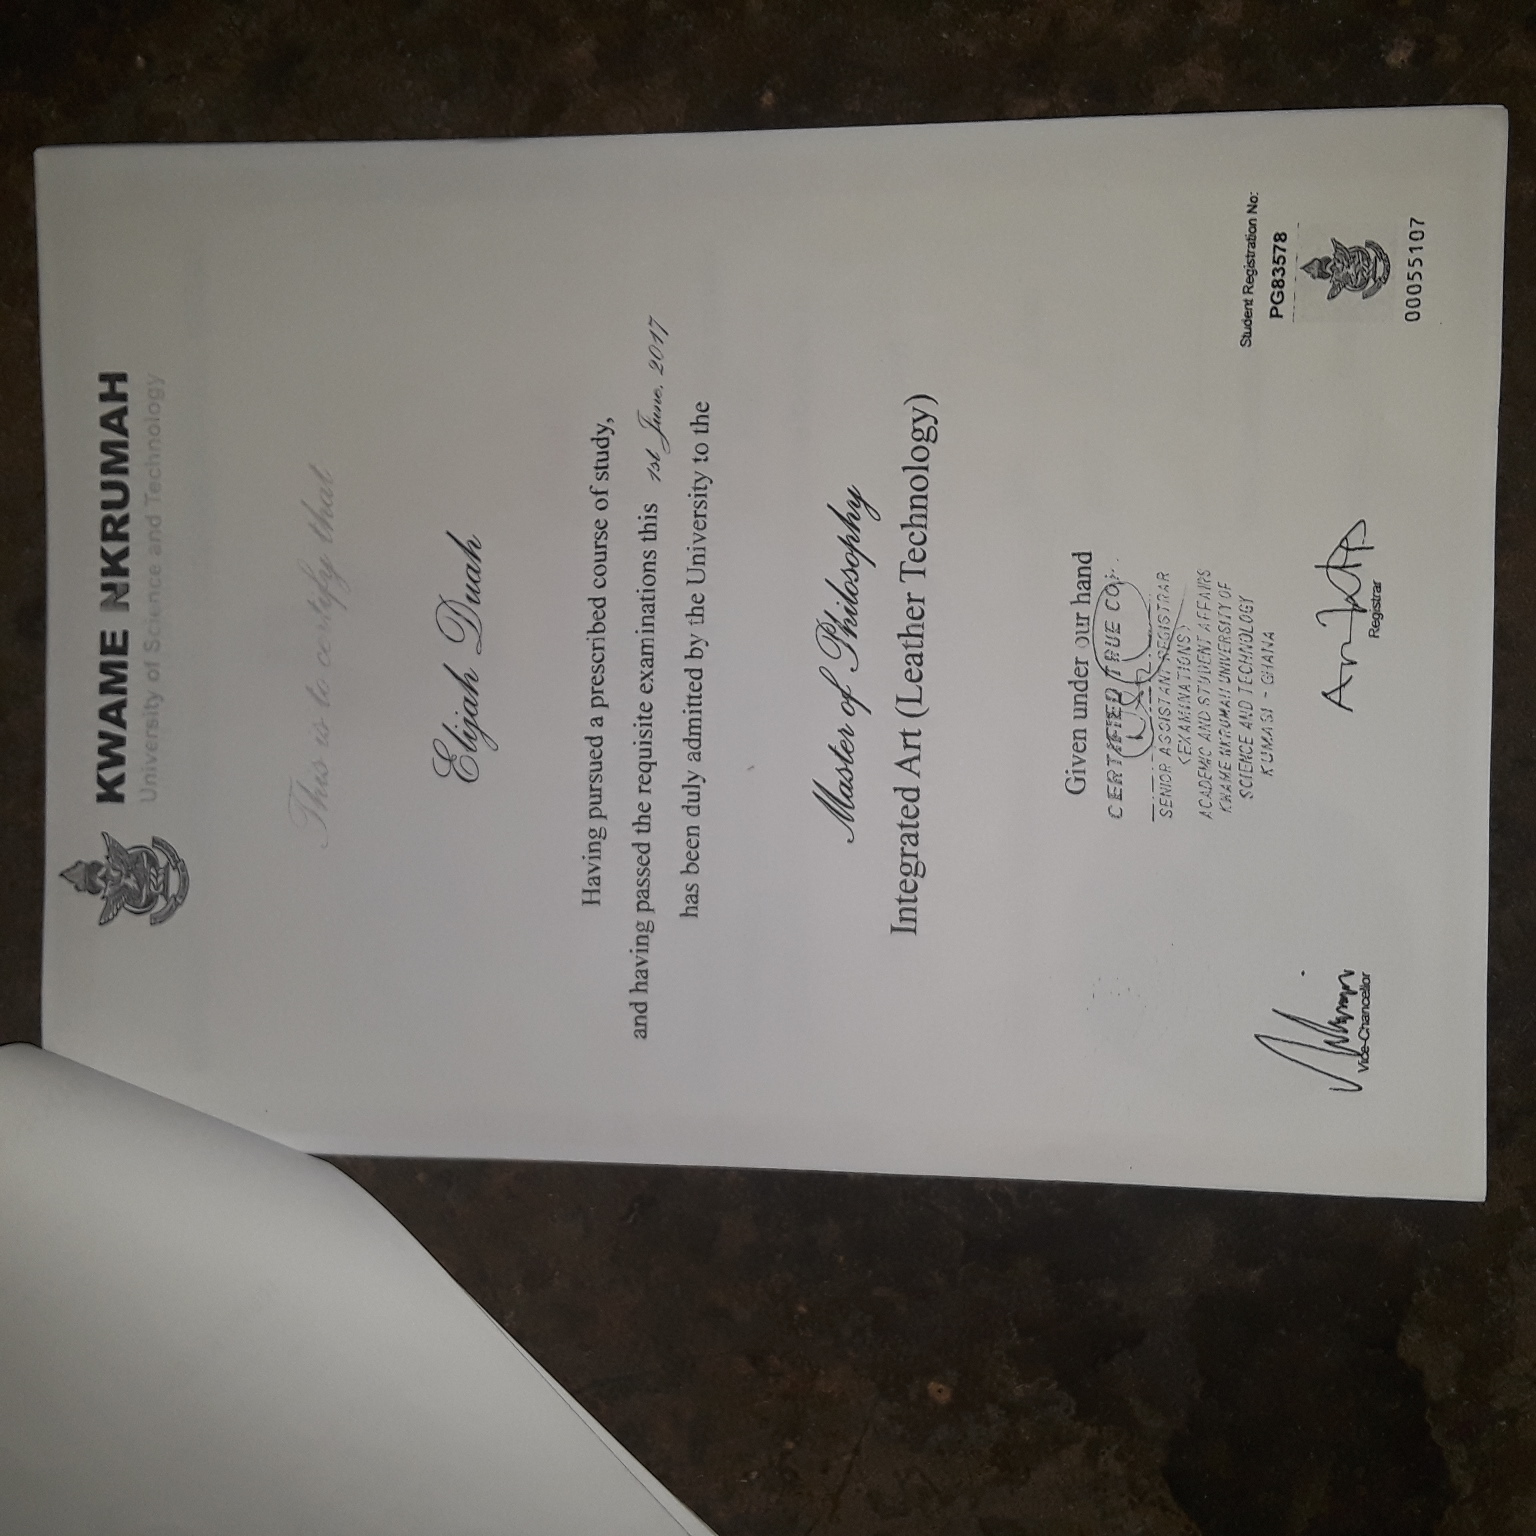 KWAME NKRUMAH
University of Science and Technology
This is to certify that
Elijah Duah
Having pursued a prescribed course of study,
and having passed the requisite examinations this 1st June, 2017
has been duly admitted by the University to the
Master of Philosophy
Integrated Art (Leather Technology)
Given under our hand
CERTIFIED TRUE COPY
SENIOR ASSISTANT REGISTRAR
(EXAMINATIONS)
ACADEMIC AND STUDENT AFFAIRS
KWAME NKRUMAH UNIVERSITY OF
SCIENCE AND TECHNOLOGY
KUMASI - GHANA
Vice-Chancellor
Registrar
Student Registration No:
PG83578
00055107